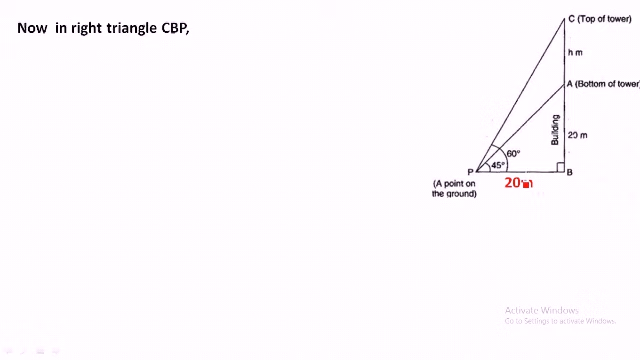 Now in right triangle CBP,
C (Top of tower)
h m
A (Bottom of tower)
Building
20 m
60°
45°
P
B
(A point on
the ground)
20m
Activate Windows
Go to Settings to activate Windows.